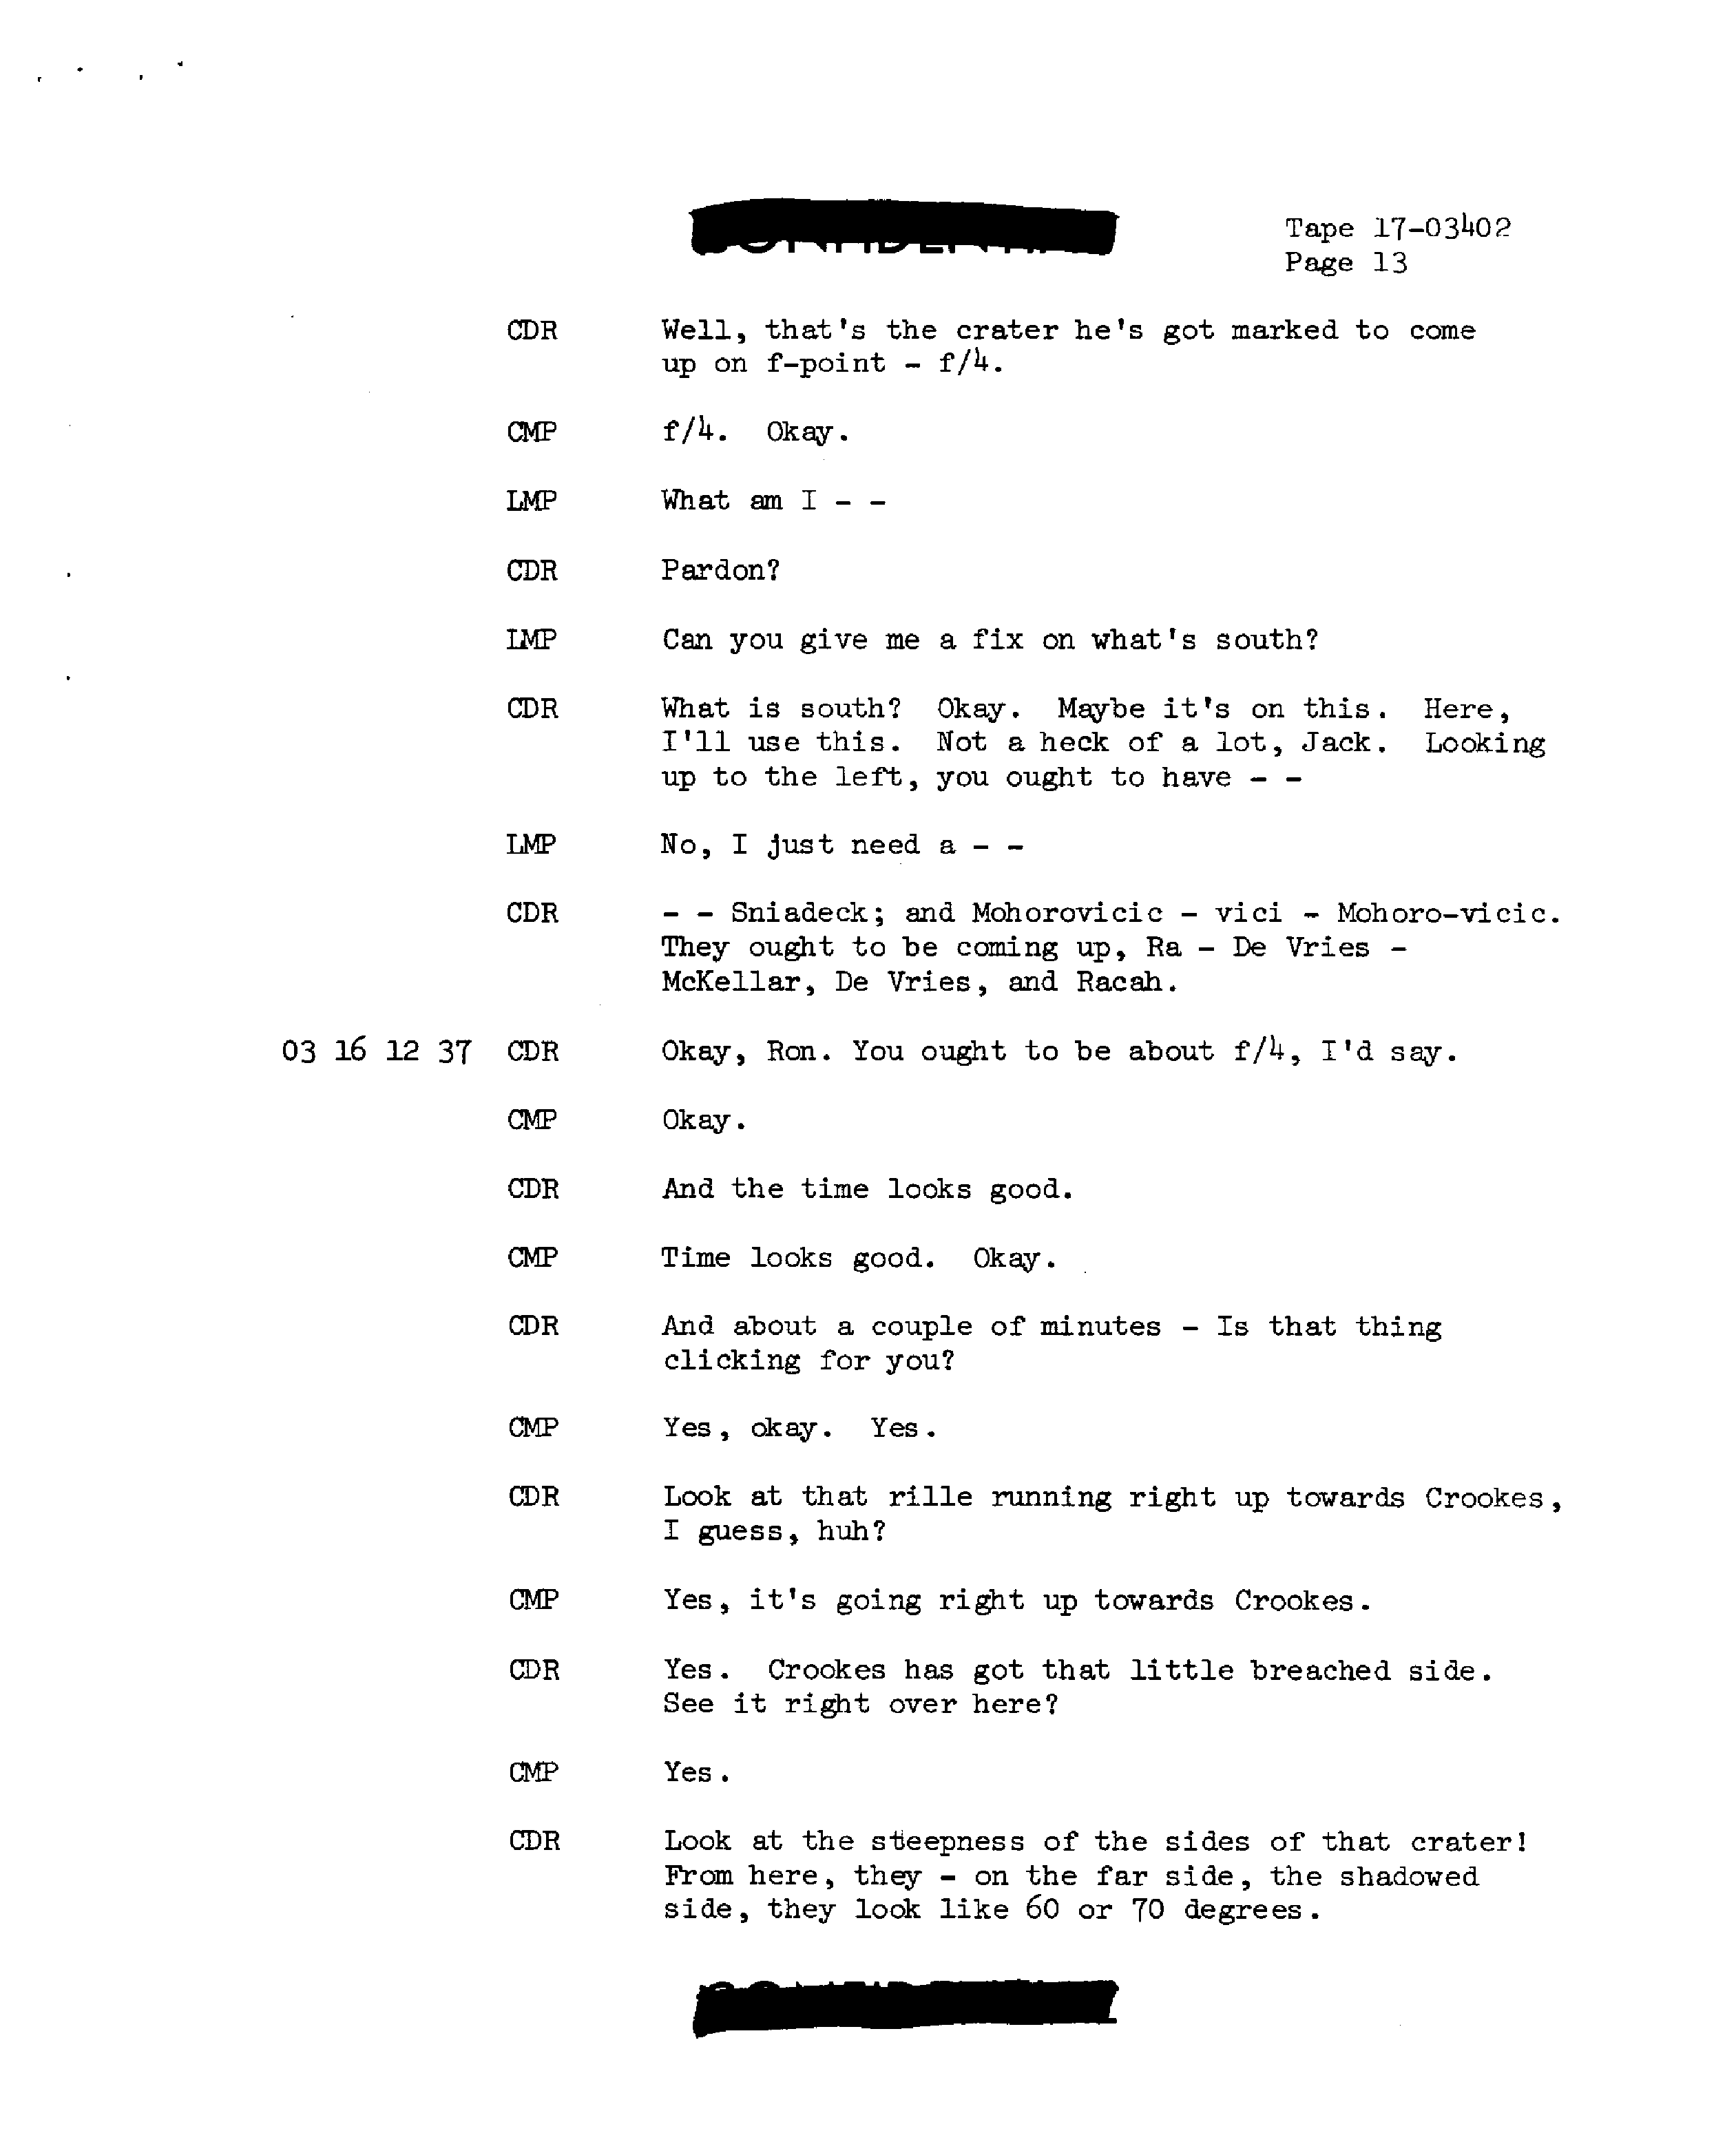 Tape 17-03402
Page 13
CDR Well, that's the crater he's got marked to come
up on f-point - f/4.
CMP f/4. Okay.
LMP What am I - -
CDR Pardon?
LMP Can you give me a fix on what's south?
CDR What is south? Okay. Maybe it's on this. Here,
I'll use this. Not a heck of a lot, Jack. Looking
up to the left, you ought to have - -
LMP No, I just need a - -
CDR - - Sniadeck; and Mohorovicic - vici - Mohoro-vicic.
They ought to be coming up, Ra - De Vries -
McKellar, De Vries, and Racah.
03 16 12 37 CDR Okay, Ron. You ought to be about f/4, I'd say.
CMP Okay.
CDR And the time looks good.
CMP Time looks good. Okay.
CDR And about a couple of minutes - Is that thing
clicking for you?
CMP Yes, okay. Yes.
CDR Look at that rille running right up towards Crookes,
I guess, huh?
CMP Yes, it's going right up towards Crookes.
CDR Yes. Crookes has got that little breached side.
See it right over here?
CMP Yes.
CDR Look at the steepness of the sides of that crater!
From here, they - on the far side, the shadowed
side, they look like 60 or 70 degrees.